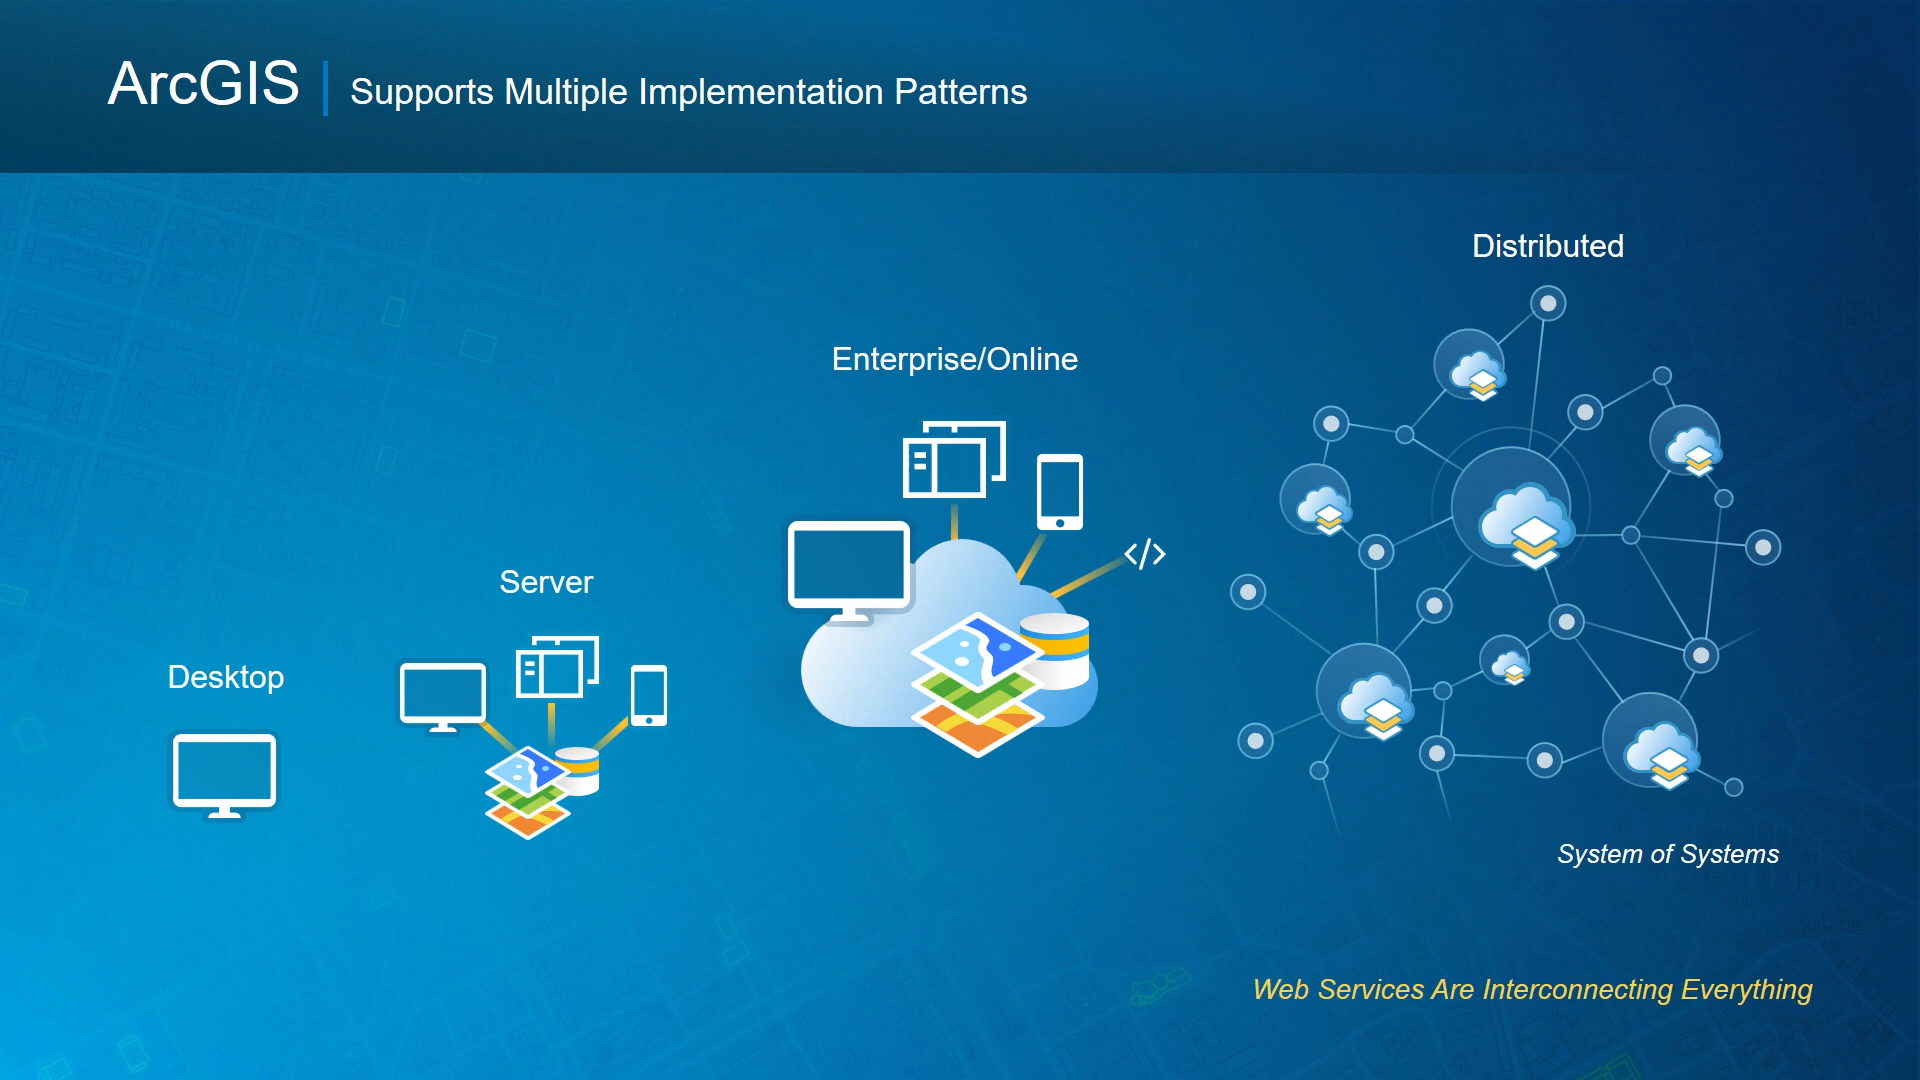 ArcGIS | Supports Multiple Implementation Patterns
Distributed
Enterprise/Online
</>
Server
Desktop
System of Systems
Web Services Are Interconnecting Everything